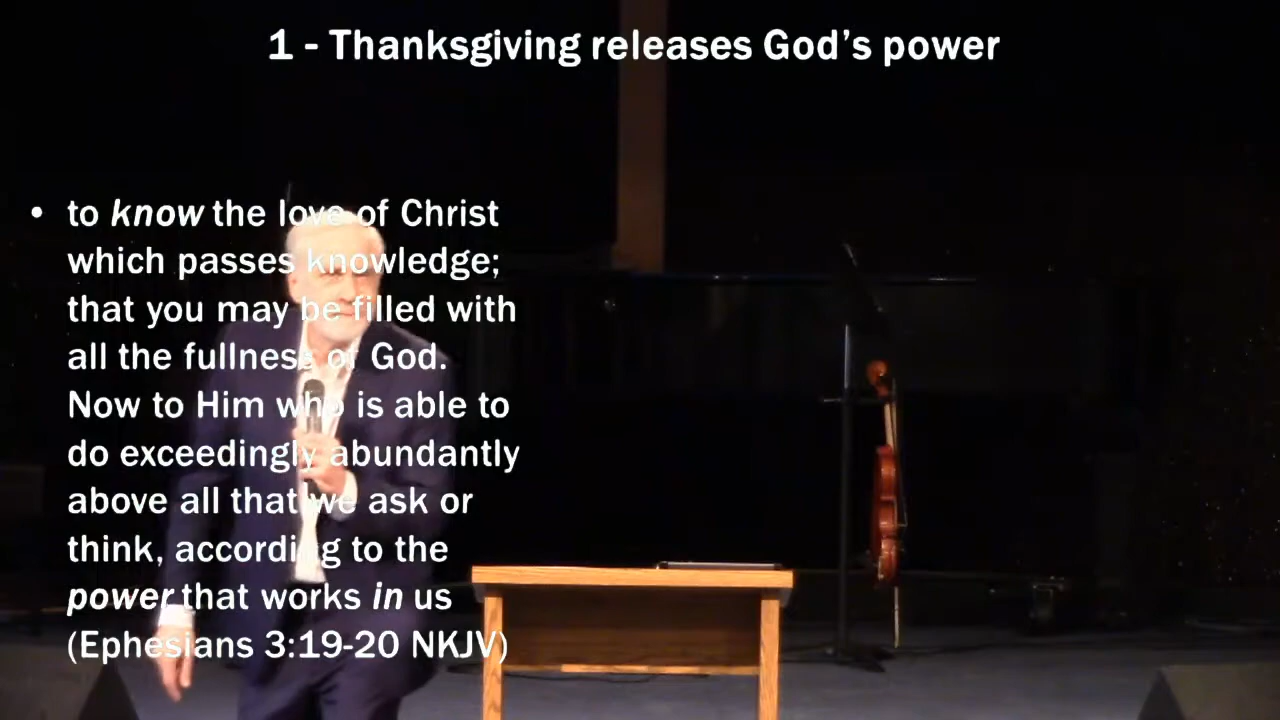 1 - Thanksgiving releases God’s power
• to know the love of Christ
which passes knowledge;
that you may be filled with
all the fullness of God.
Now to Him who is able to
do exceedingly abundantly
above all that we ask or
think, according to the
power that works in us
(Ephesians 3:19-20 NKJV)